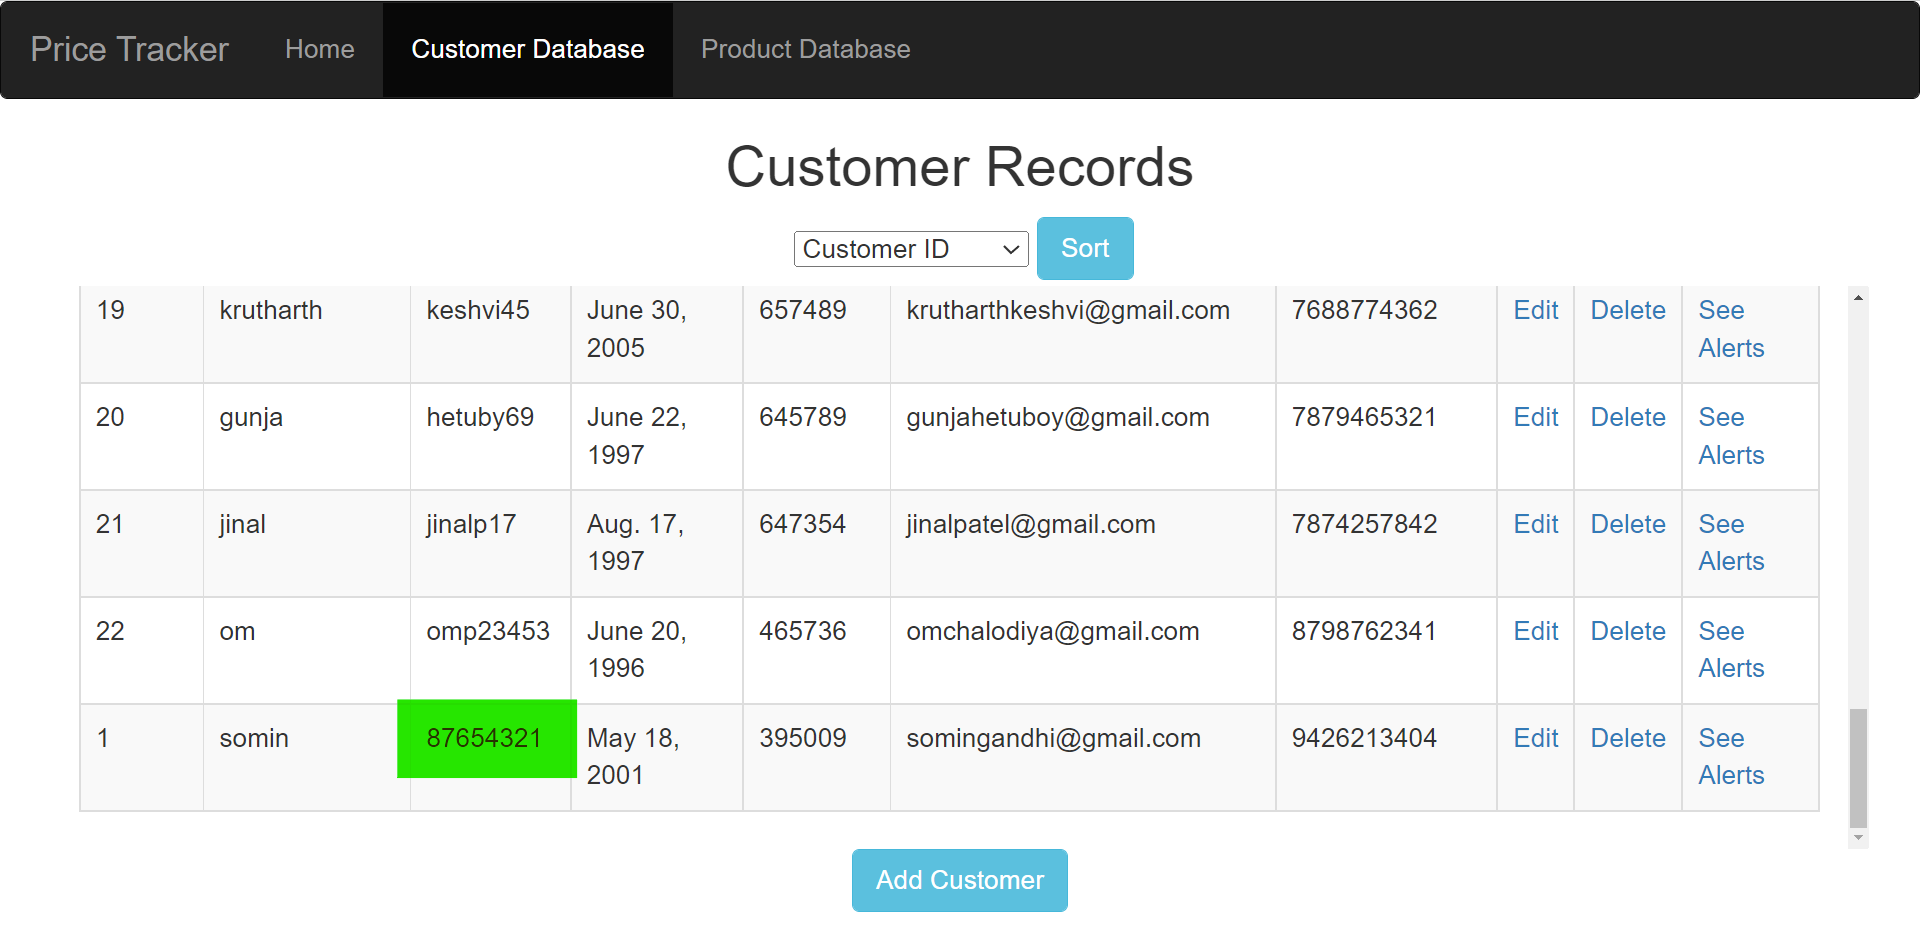 Price Tracker Home Customer Database Product Database
Customer Records
Customer ID Sort
19 krutharth keshvi45 June 30, 657489 krutharthkeshvi@gmail.com 7688774362 Edit Delete See
2005 Alerts
20 gunja hetuby69 June 22, 645789 gunjahetuboy@gmail.com 7879465321 Edit Delete See
1997 Alerts
21 jinal jinalp17 Aug. 17, 647354 jinalpatel@gmail.com 7874257842 Edit Delete See
1997 Alerts
22 om omp23453 June 20, 465736 omchalodiya@gmail.com 8798762341 Edit Delete See
1996 Alerts
1 somin 87654321 May 18, 395009 somingandhi@gmail.com 9426213404 Edit Delete See
2001 Alerts
Add Customer